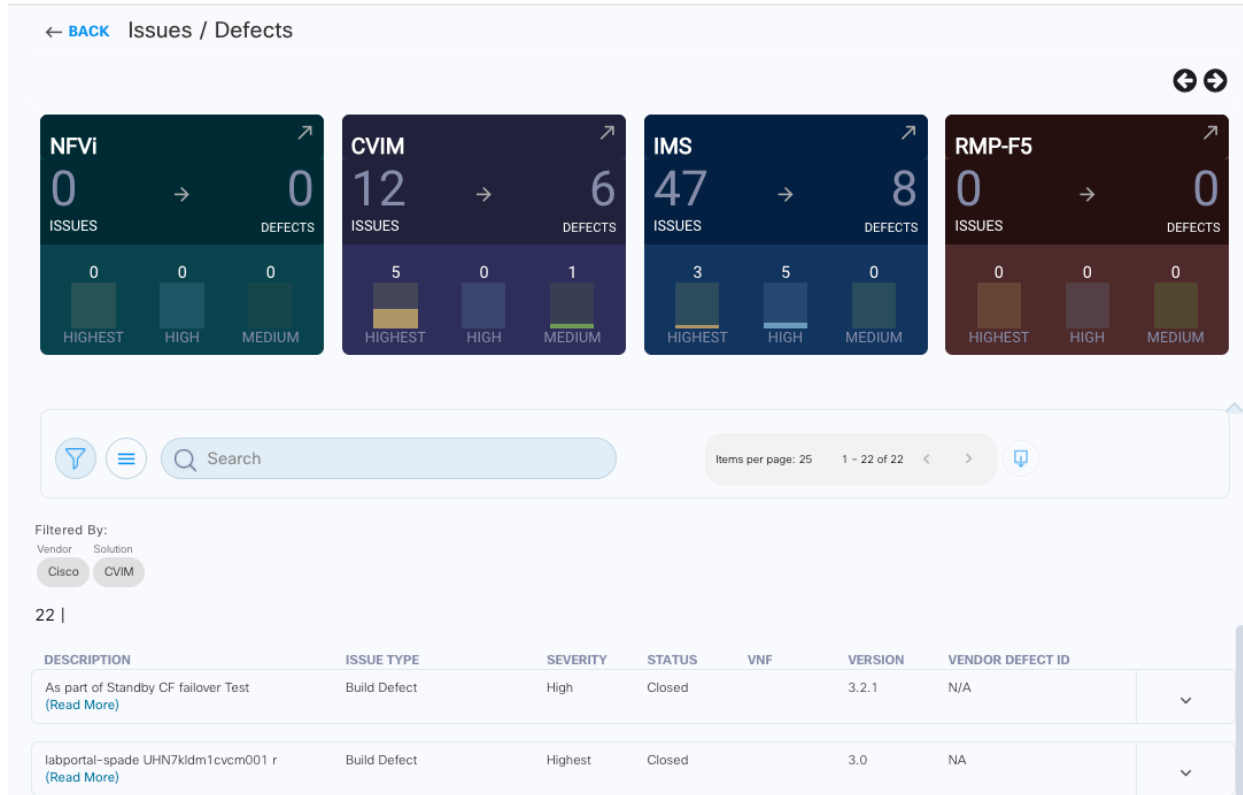 ← BACK Issues / Defects
NFVi
0 → 0
ISSUES DEFECTS
0 0 0
HIGHEST HIGH MEDIUM
CVIM
12 → 6
ISSUES DEFECTS
5 0 1
HIGHEST HIGH MEDIUM
IMS
47 → 8
ISSUES DEFECTS
3 5 0
HIGHEST HIGH MEDIUM
RMP-F5
0 → 0
ISSUES DEFECTS
0 0 0
HIGHEST HIGH MEDIUM
Search
Items per page: 25 1 - 22 of 22 < >
Filtered By:
Vendor Solution
Cisco CVIM
22 |
DESCRIPTION ISSUE TYPE SEVERITY STATUS VNF VERSION VENDOR DEFECT ID
As part of Standby CF failover Test Build Defect High Closed 3.2.1 N/A
(Read More)
labportal-spade UHN7kldm1cvcm001 r Build Defect Highest Closed 3.0 NA
(Read More)